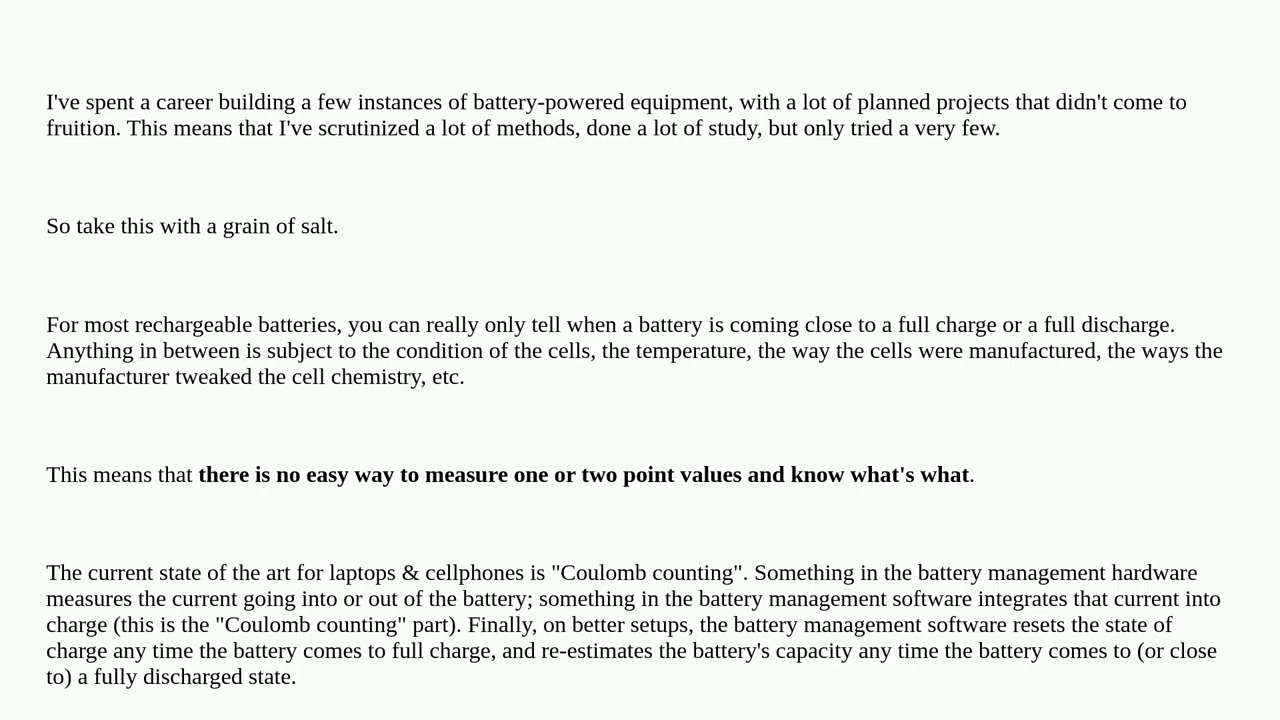 I've spent a career building a few instances of battery-powered equipment, with a lot of planned projects that didn't come to
fruition. This means that I've scrutinized a lot of methods, done a lot of study, but only tried a very few.
So take this with a grain of salt.
For most rechargeable batteries, you can really only tell when a battery is coming close to a full charge or a full discharge.
Anything in between is subject to the condition of the cells, the temperature, the way the cells were manufactured, the ways the
manufacturer tweaked the cell chemistry, etc.
This means that there is no easy way to measure one or two point values and know what's what.
The current state of the art for laptops & cellphones is "Coulomb counting". Something in the battery management hardware
measures the current going into or out of the battery; something in the battery management software integrates that current into
charge (this is the "Coulomb counting" part). Finally, on better setups, the battery management software resets the state of
charge any time the battery comes to full charge, and re-estimates the battery's capacity any time the battery comes to (or close
to) a fully discharged state.